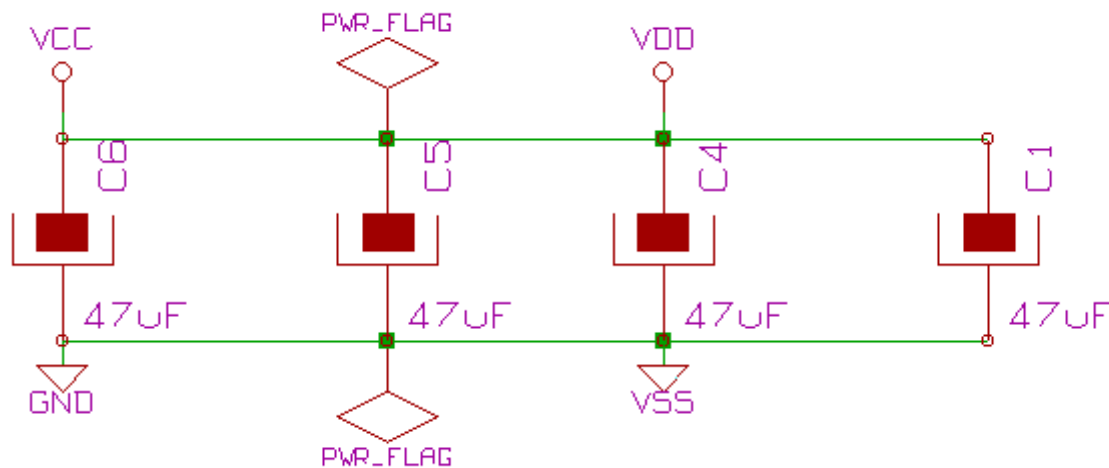 PWR_FLAG
VCC
VDD
C6
C5
C4
C1
47uF
47uF
47uF
47uF
GND
VSS
PWR_FLAG